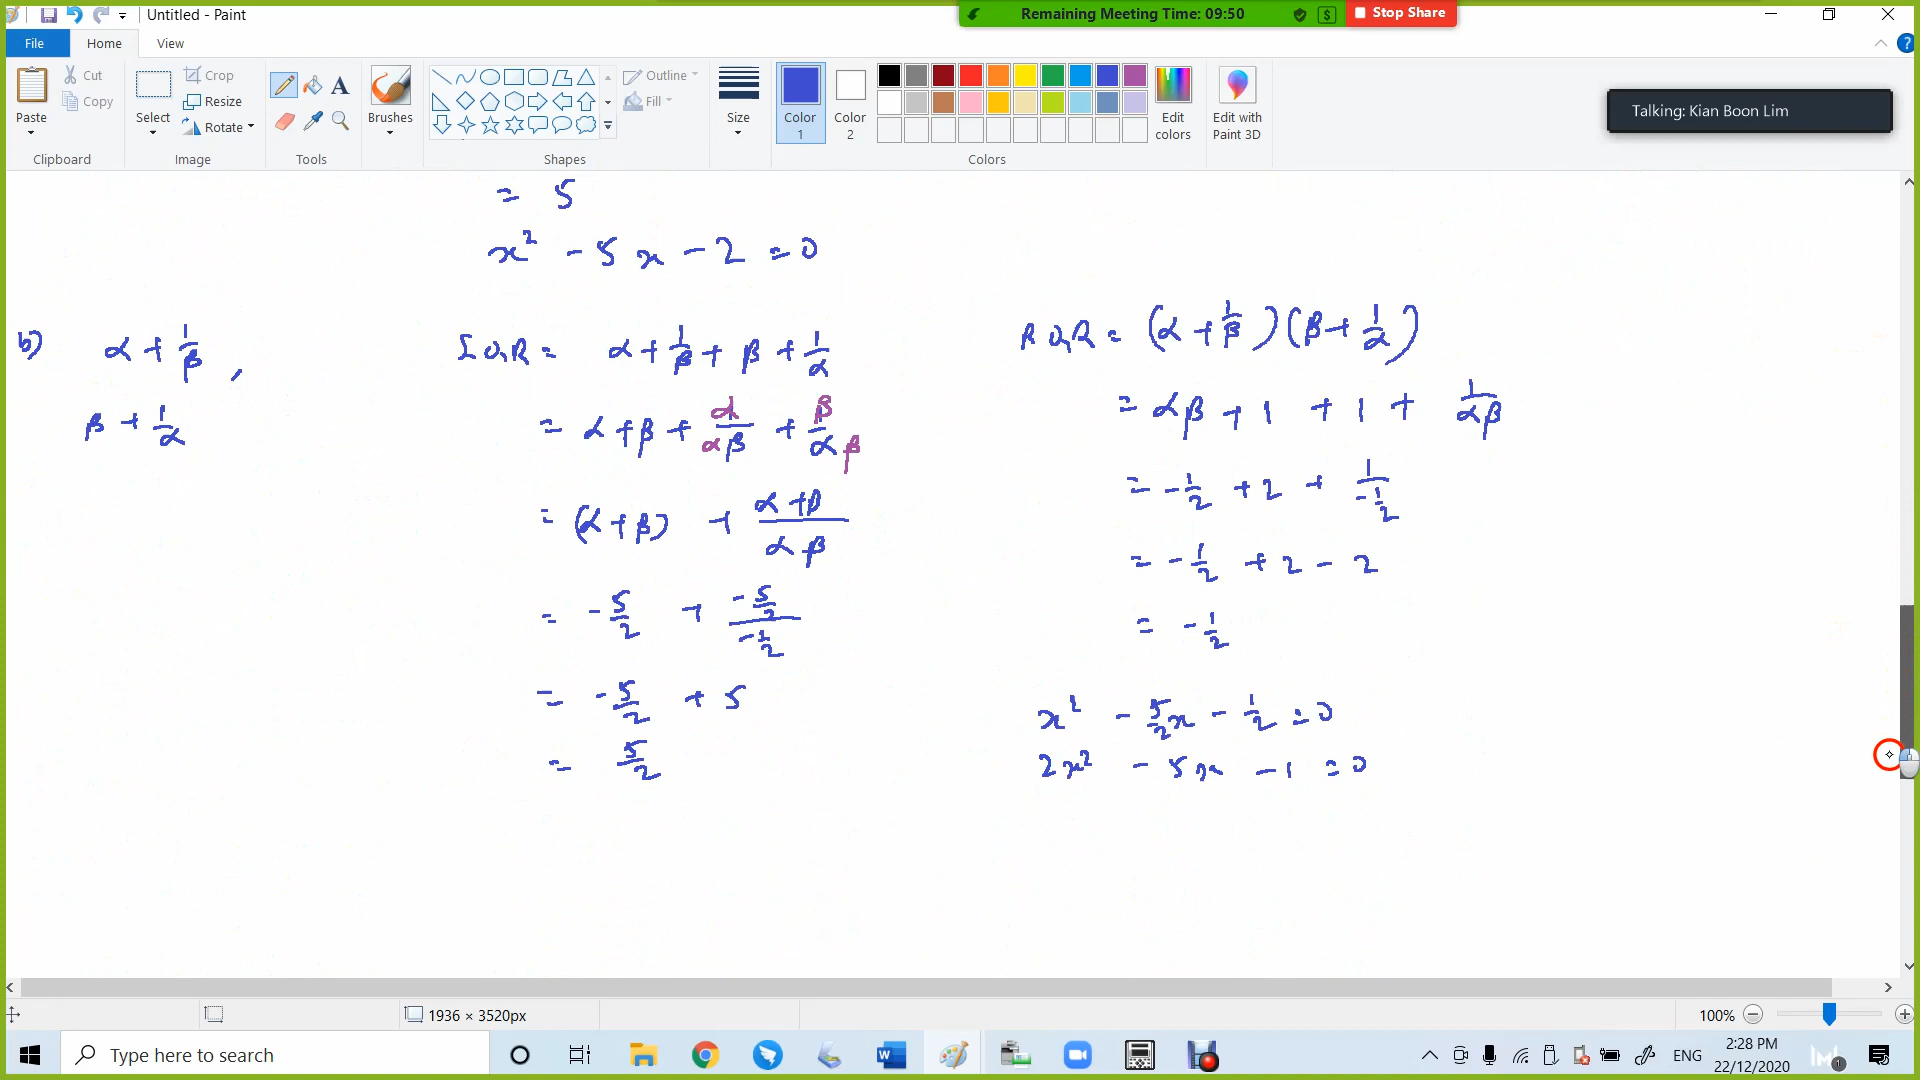 Untitled - Paint
Remaining Meeting Time: 09:50
Stop Share
File Home View
Paste
Cut
Copy
Clipboard
Select
Crop
Resize
Rotate
Image
Tools
Brushes
Shapes
Outline
Fill
Size
Color 1
Color 2
Edit colors
Edit with Paint 3D
Colors
Talking: Kian Boon Lim
= 5
x² - 5x - 2 = 0
b) α + 1/β ,
β + 1/α
= α + 1/β + β + 1/α
= α + β + α/αβ + β/αβ
= (α + β) + (α + β)/αβ
= -5/2 + (-5/2)/(-1/2)
= -5/2 + 5
= 5/2
= (α + 1/β)(β + 1/α)
= αβ + 1 + 1 + 1/αβ
= -1/2 + 2 + 1/(-1/2)
= -1/2 + 2 - 2
= -1/2
x² - 5/2x - 1/2 = 0
2x² - 5x - 1 = 0
1936 × 3520px
100%
Type here to search
ENG
2:28 PM
22/12/2020